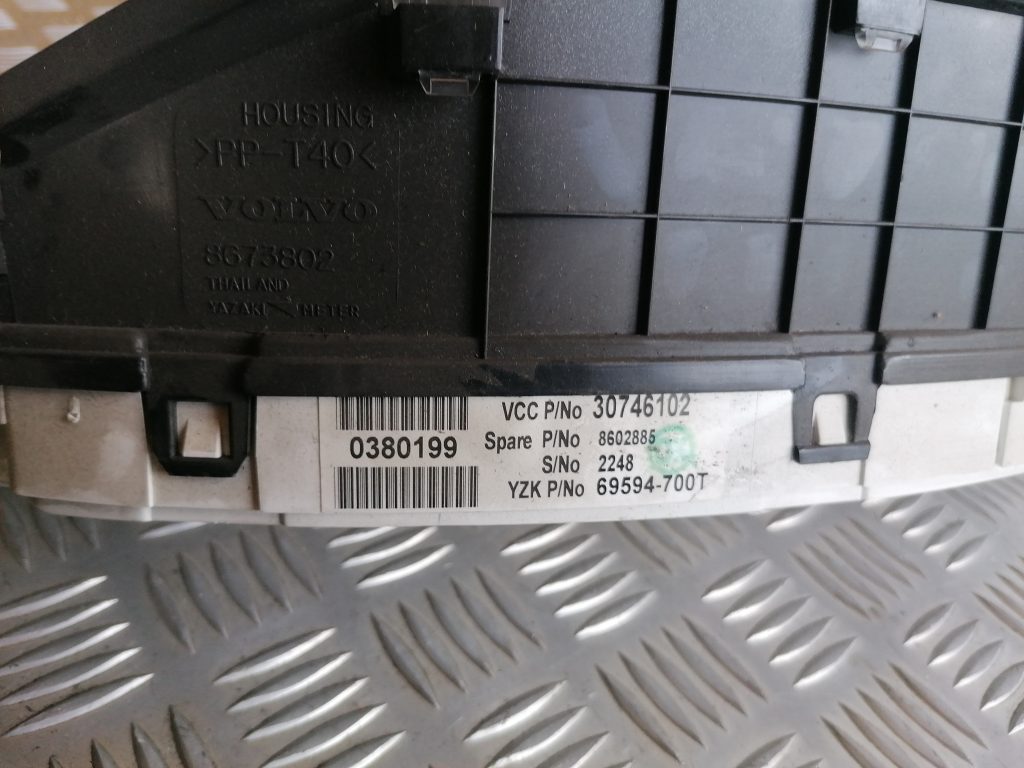 HOUSING
>PP-T40<
VOLVO
8673802
THAILAND
YAZAKI METER
0380199
VCC P/No 30746102
Spare P/No 8602885
S/No 2248
YZK P/No 69594-700T